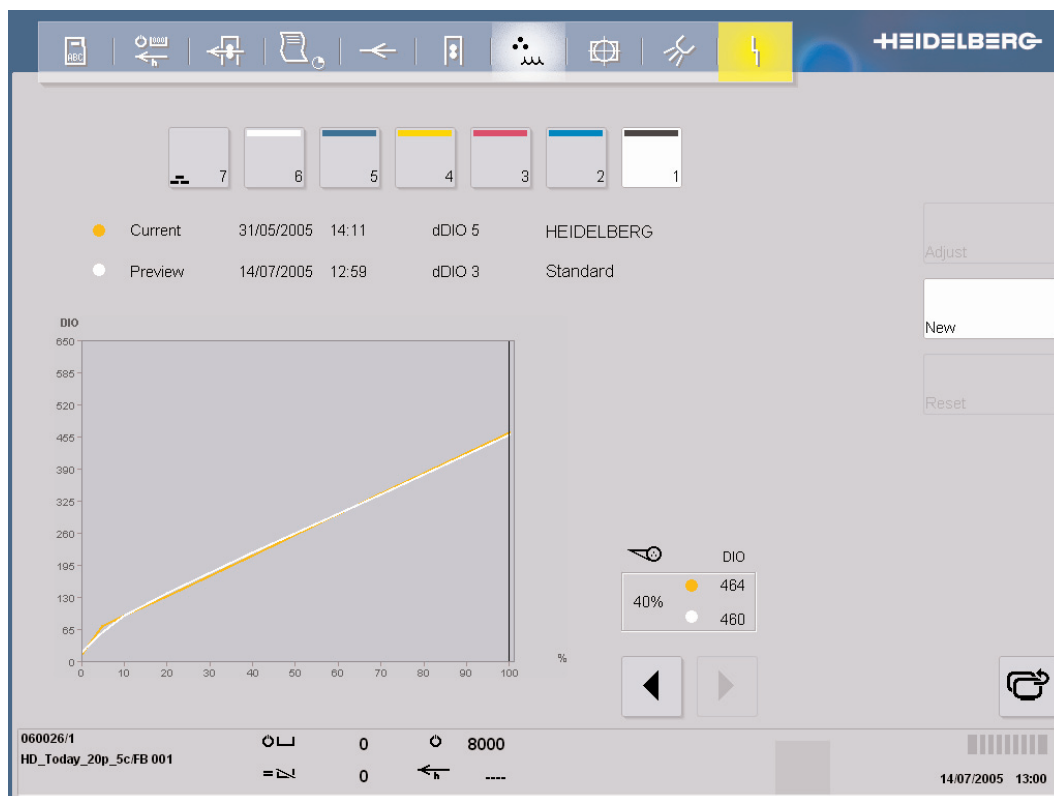 ABC
0000
h
HEIDELBERG
7
6
5
4
3
2
1
Current 31/05/2005 14:11 dDIO 5 HEIDELBERG
Preview 14/07/2005 12:59 dDIO 3 Standard
Adjust
New
Reset
DIO
650
585
520
455
390
325
260
195
130
65
0
0 10 20 30 40 50 60 70 80 90 100
%
DIO
40%
464
460
060026/1
HD_Today_20p_5c/FB 001
0 8000
0 h ----
14/07/2005 13:00